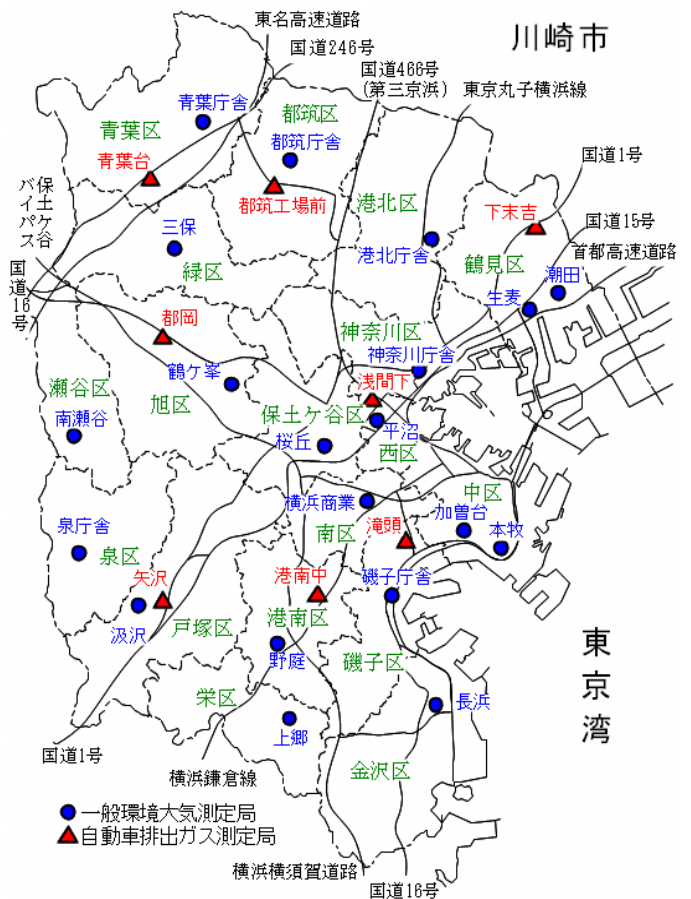 東名高速道路
川崎市
国道246号
国道466号
(第三京浜)
東京丸子横浜線
青葉庁舎
都筑区
青葉区
都筑庁舎
国道1号
青葉台
保土ケ谷
バイパス
都筑工場前
港北区
下末吉
国道15号
三保
港北庁舎
鶴見区
首都高速道路
緑区
潮田
国道16号
生麦
都岡
神奈川区
神奈川庁舎
鶴ケ峯
瀬谷区
旭区
浅間下
保土ケ谷区
南瀬谷
平沼
桜丘
西区
横浜商業
中区
加曽台
泉庁舎
南区
滝頭
本牧
泉区
矢沢
港南中
磯子庁舎
汲沢
戸塚区
港南区
東京湾
野庭
磯子区
栄区
長浜
上郷
国道1号
横浜鎌倉線
金沢区
一般環境大気測定局
自動車排出ガス測定局
横浜横須賀道路
国道16号